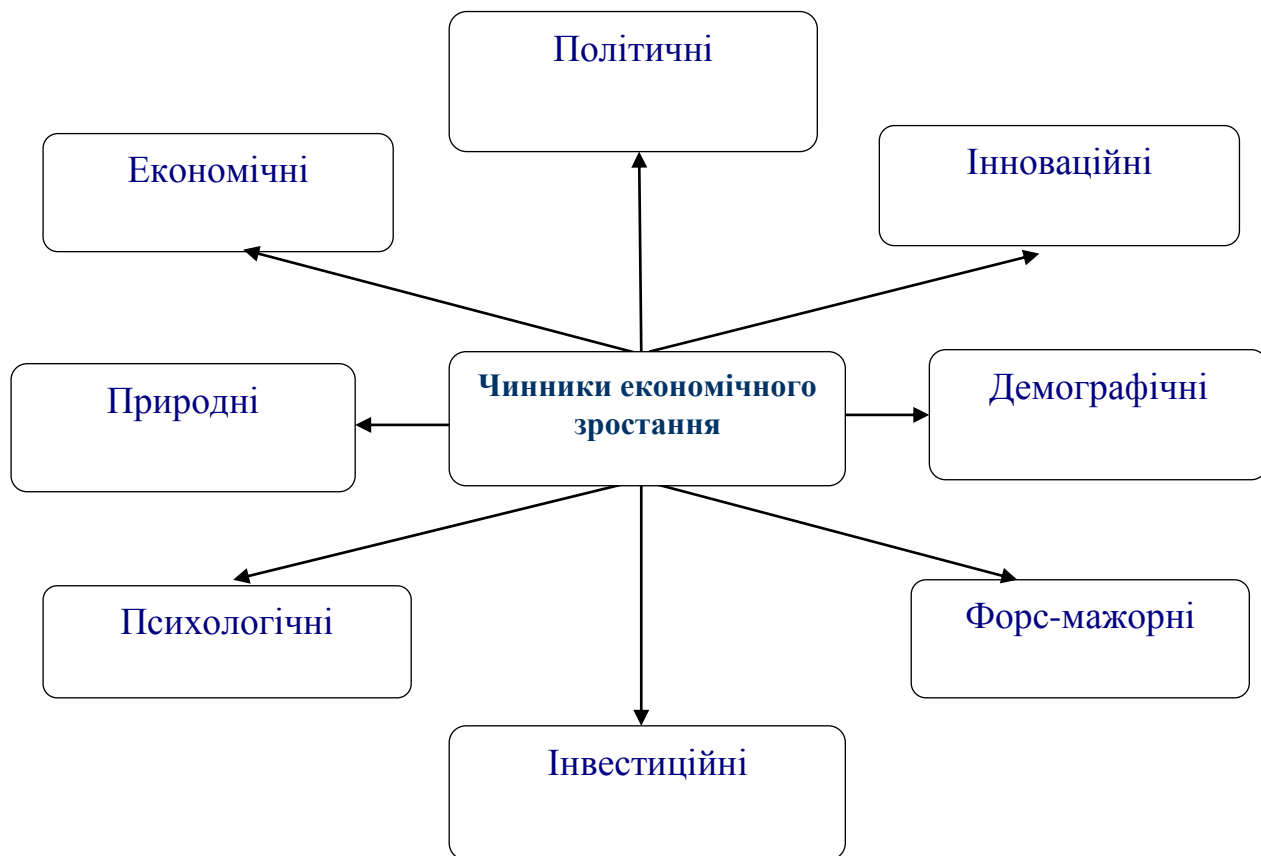 Політичні
Економічні
Інноваційні
Чинники економічного
зростання
Природні
Демографічні
Психологічні
Форс-мажорні
Інвестиційні